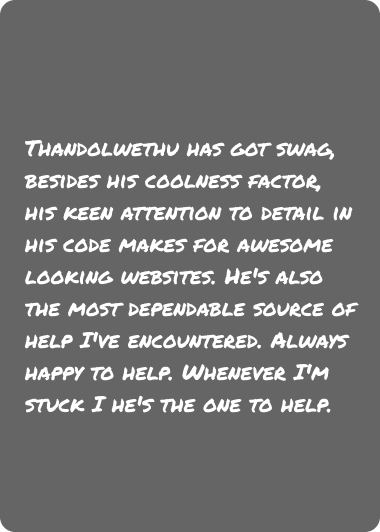 Thandolwethu has got swag,
besides his coolness factor,
his keen attention to detail in
his code makes for awesome
looking websites. He's also
the most dependable source of
help I've encountered. Always
happy to help. Whenever I'm
stuck I he's the one to help.